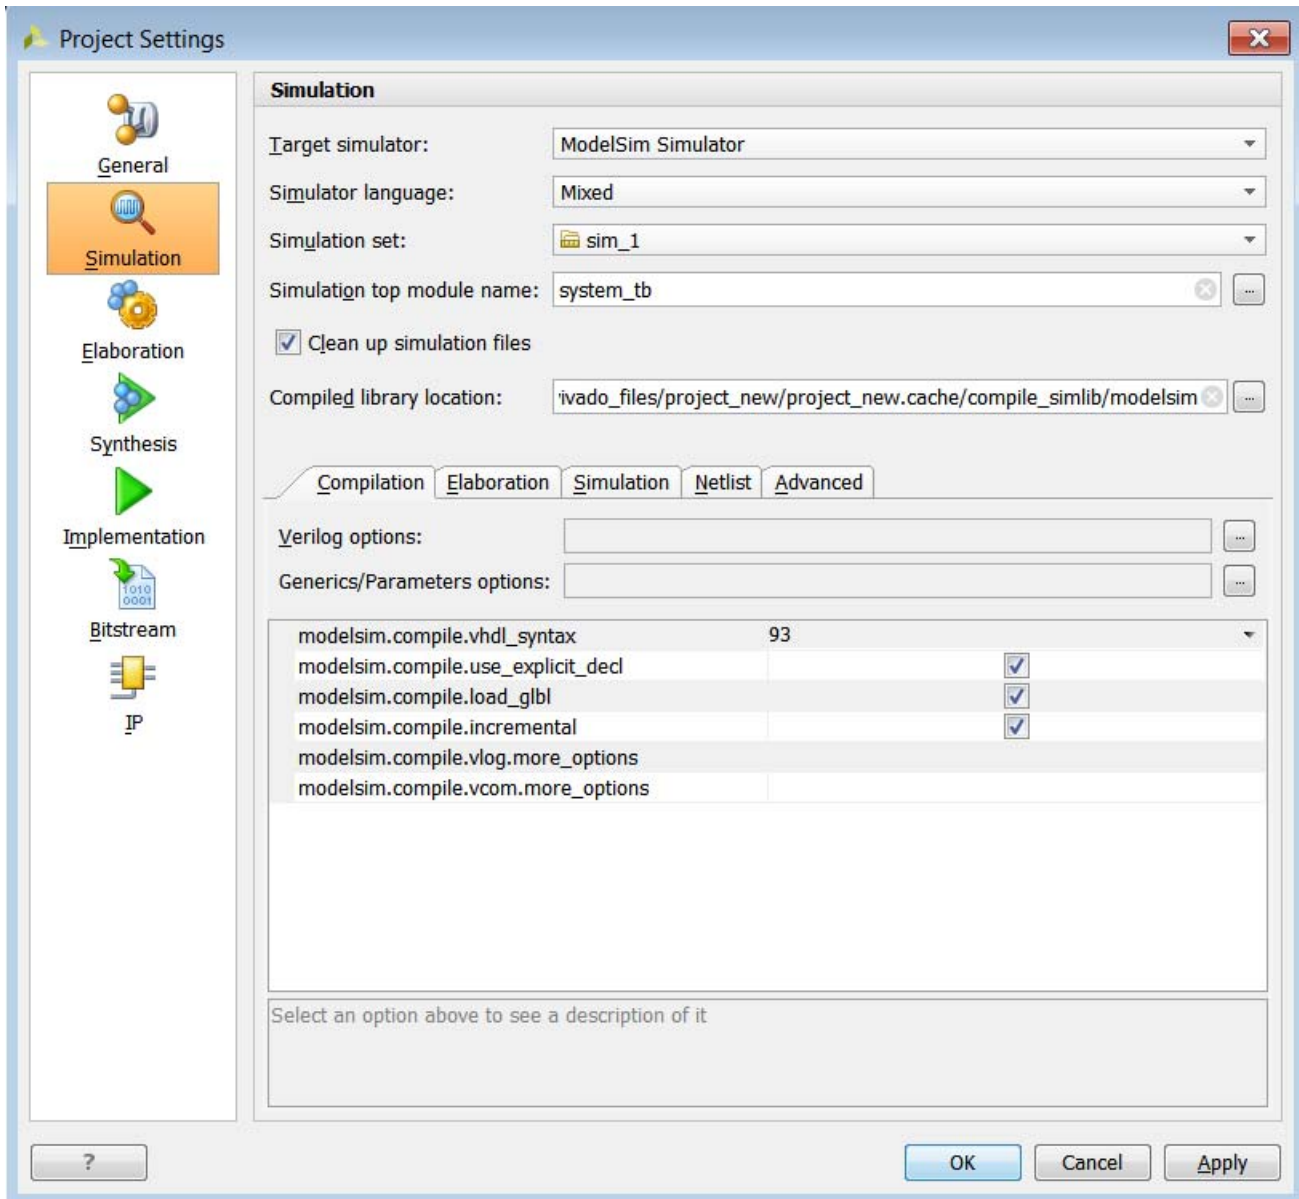 Project Settings
General
Simulation
Elaboration
Synthesis
Implementation
1010
0001
Bitstream
IP
Simulation
Target simulator: ModelSim Simulator
Simulator language: Mixed
Simulation set: sim_1
Simulation top module name: system_tb ...
Clean up simulation files
Compiled library location: ivado_files/project_new/project_new.cache/compile_simlib/modelsim ...
Compilation Elaboration Simulation Netlist Advanced
Verilog options: ...
Generics/Parameters options: ...
modelsim.compile.vhdl_syntax 93
modelsim.compile.use_explicit_decl
modelsim.compile.load_glbl
modelsim.compile.incremental
modelsim.compile.vlog.more_options
modelsim.compile.vcom.more_options
Select an option above to see a description of it
? OK Cancel Apply